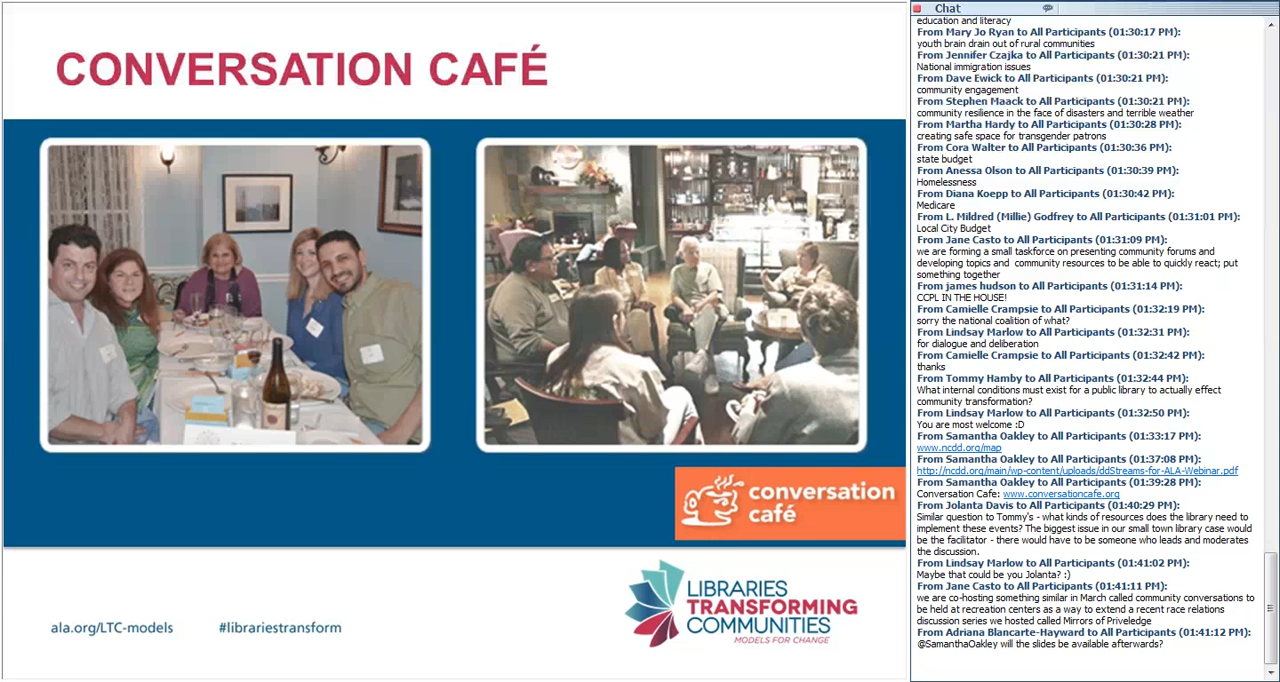 CONVERSATION CAFÉ
conversation
café
LIBRARIES
TRANSFORMING
COMMUNITIES
MODELS FOR CHANGE
ala.org/LTC-models
#librariestransform
Chat
education and literacy
From Mary Jo Ryan to All Participants (01:30:17 PM):
youth brain drain out of rural communities
From Jennifer Czajka to All Participants (01:30:21 PM):
National immigration issues
From Dave Ewick to All Participants (01:30:21 PM):
community engagement
From Stephen Maack to All Participants (01:30:21 PM):
community resilience in the face of disasters and terrible weather
From Martha Hardy to All Participants (01:30:28 PM):
creating safe space for transgender patrons
From Cora Walter to All Participants (01:30:36 PM):
state budget
From Anessa Olson to All Participants (01:30:39 PM):
Homelessness
From Diana Koepp to All Participants (01:30:42 PM):
Medicare
From L. Mildred (Millie) Godfrey to All Participants (01:31:01 PM):
Local City Budget
From Jane Casto to All Participants (01:31:09 PM):
we are forming a small taskforce on presenting community forums and
developing topics and community resources to be able to quickly react; put
something together
From james hudson to All Participants (01:31:14 PM):
CCPL IN THE HOUSE!
From Camielle Crampsie to All Participants (01:32:19 PM):
sorry the national coalition of what?
From Lindsay Marlow to All Participants (01:32:31 PM):
for dialogue and deliberation
From Camielle Crampsie to All Participants (01:32:42 PM):
thanks
From Tommy Hamby to All Participants (01:32:44 PM):
What internal conditions must exist for a public library to actually effect
community transformation?
From Lindsay Marlow to All Participants (01:32:50 PM):
You are most welcome :D
From Samantha Oakley to All Participants (01:33:17 PM):
www.ncdd.org/map
From Samantha Oakley to All Participants (01:37:08 PM):
http://ncdd.org/main/wp-content/uploads/ddStreams-for-ALA-Webinar.pdf
From Samantha Oakley to All Participants (01:39:28 PM):
Conversation Cafe: www.conversationcafe.org
From Jolanta Davis to All Participants (01:40:29 PM):
Similar question to Tommy's - what kinds of resources does the library need to
implement these events? The biggest issue in our small town library case would
be the facilitator - there would have to be someone who leads and moderates
the discussion.
From Lindsay Marlow to All Participants (01:41:02 PM):
Maybe that could be you Jolanta? :)
From Jane Casto to All Participants (01:41:11 PM):
we are co-hosting something similar in March called community conversations to
be held at recreation centers as a way to extend a recent race relations
discussion series we hosted called Mirrors of Priveledge
From Adriana Blancarte-Hayward to All Participants (01:41:12 PM):
@SamanthaOakley will the slides be available afterwards?